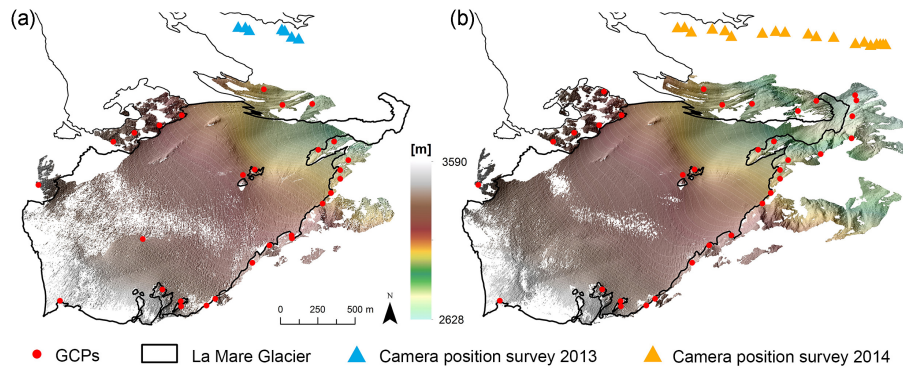 (a)
(b)
[m]
3590
2628
N
0 250 500 m
GCPs La Mare Glacier Camera position survey 2013 Camera position survey 2014